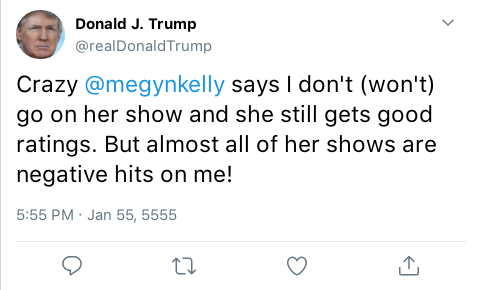 Donald J. Trump
@realDonaldTrump
Crazy @megynkelly says I don't (won't)
go on her show and she still gets good
ratings. But almost all of her shows are
negative hits on me!
5:55 PM · Jan 55, 5555